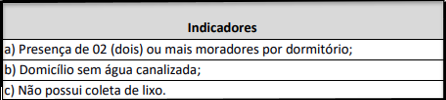 Indicadores
a) Presença de 02 (dois) ou mais moradores por dormitório;
b) Domicílio sem água canalizada;
c) Não possui coleta de lixo.